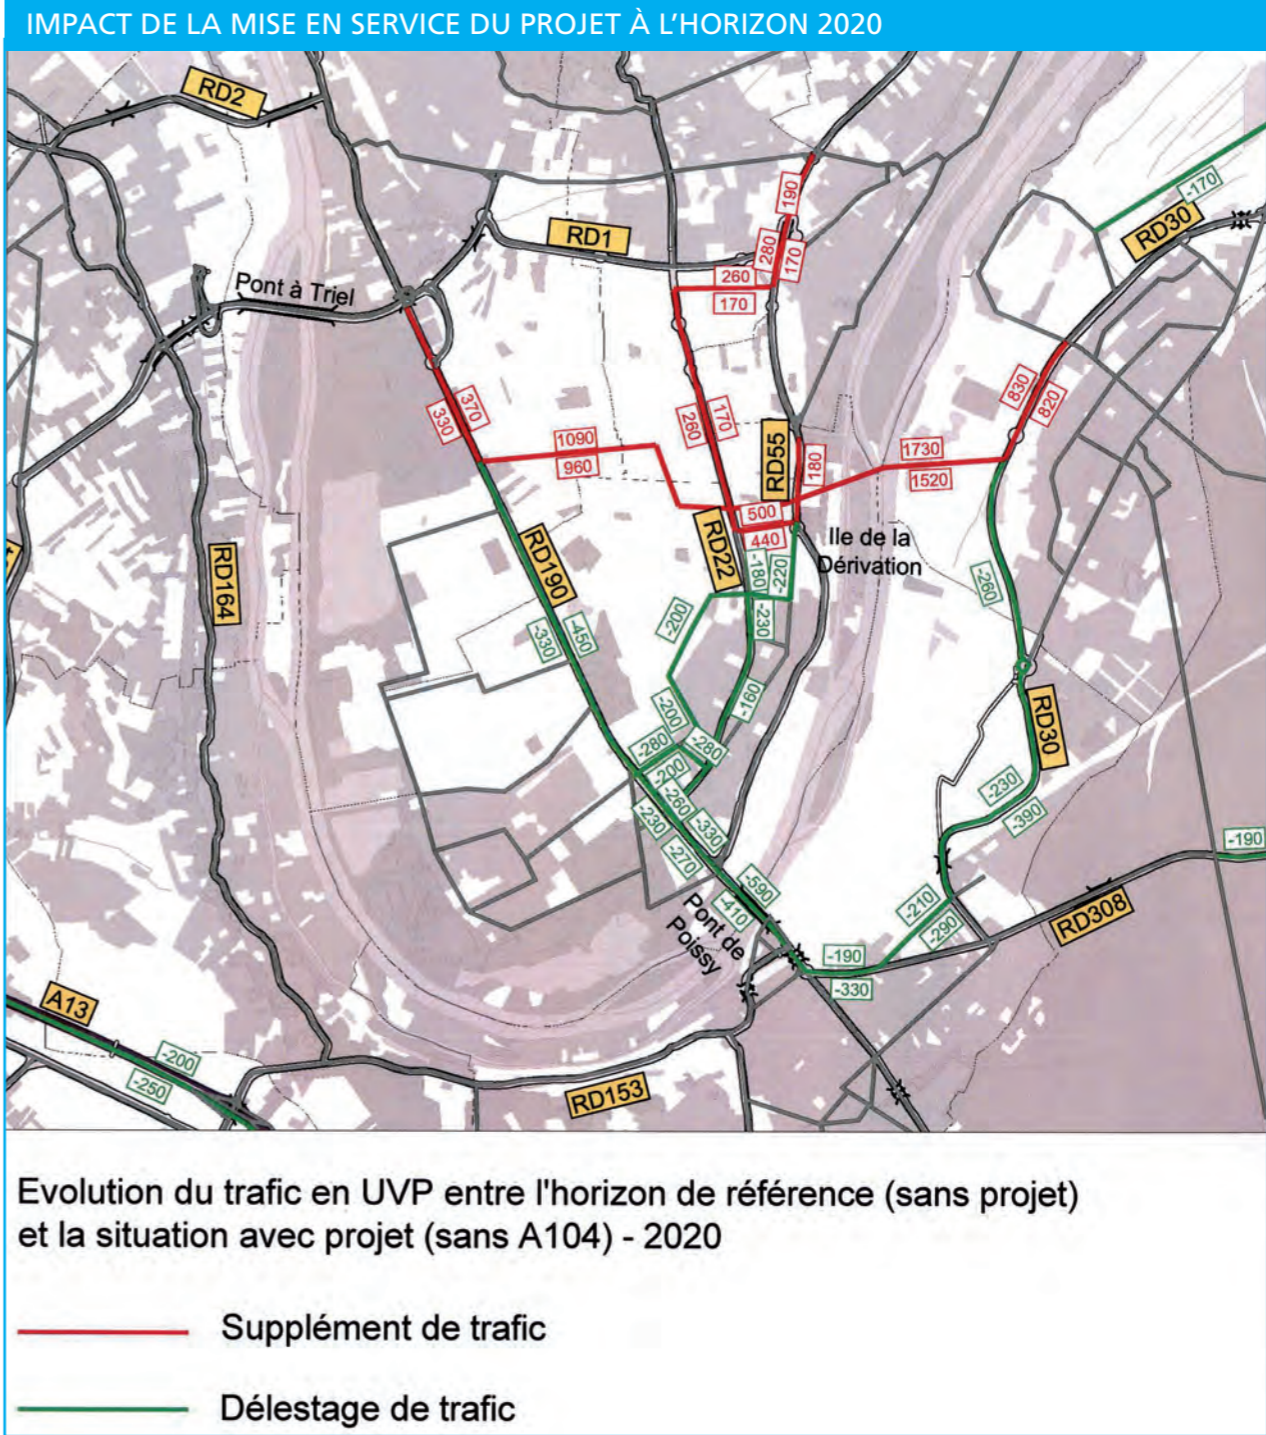 IMPACT DE LA MISE EN SERVICE DU PROJET À L'HORIZON 2020
RD2
-170
190
RD30
RD1
280
170
Pont à Triel
260
170
830
820
370
330
170
260
1090
960
RD55
180
1730
1520
500
440
RD22
Ile de la
Dérivation
RD190
RD164
-180
-220
-260
-200
-230
-330
-450
-160
-200
RD30
-280
-280
-200
-260
-230
-330
-270
-230
-390
-190
-590
-410
Pont de
Poissy
-210
-290
RD308
-190
-330
A13
-200
-250
RD153
Evolution du trafic en UVP entre l'horizon de référence (sans projet)
et la situation avec projet (sans A104) - 2020
Supplément de trafic
Délestage de trafic